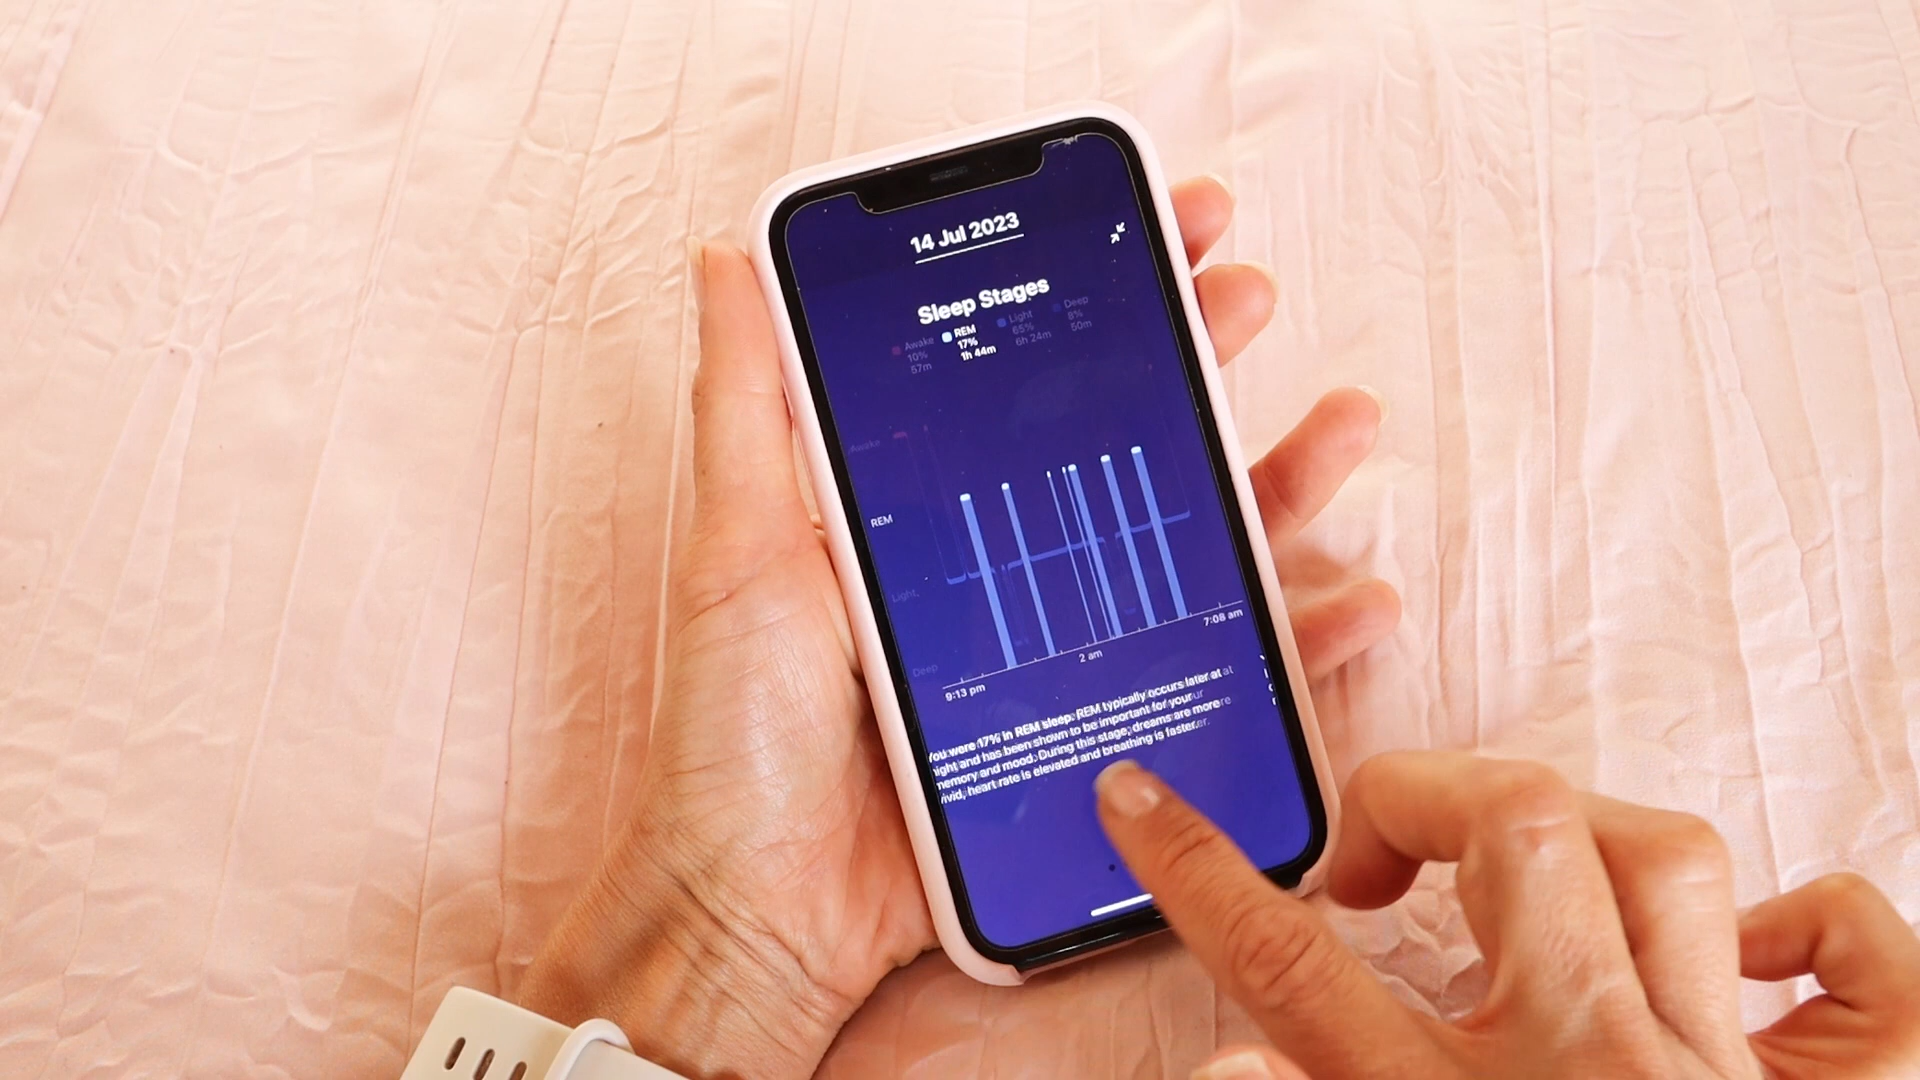 14 Jul 2023
Sleep Stages
Awake
10%
57m
REM
17%
1h 44m
Light
65%
6h 24m
Deep
8%
50m
Awake
REM
Light
Deep
9:13 pm
2 am
7:08 am
You were 17% in REM sleep. REM typically occurs later at
night and has been shown to be important for your
memory and mood. During this stage, dreams are more
vivid, heart rate is elevated and breathing is faster.